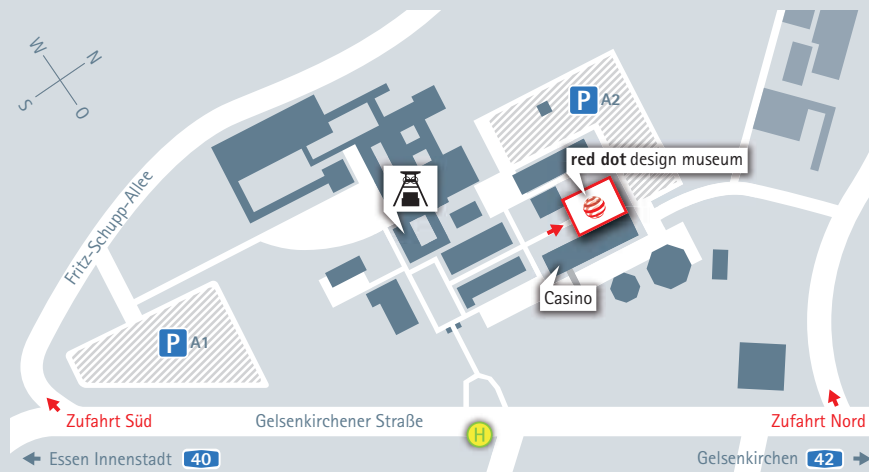 W
N
S
O
P A2
red dot design museum
Fritz-Schupp-Allee
Casino
P A1
Zufahrt Süd
Gelsenkirchener Straße
H
Zufahrt Nord
Essen Innenstadt 40
Gelsenkirchen 42